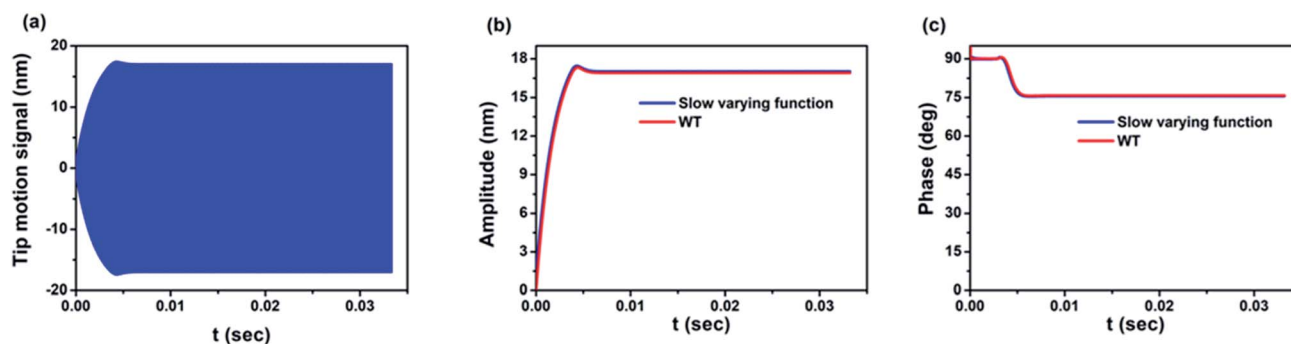 (a)
Tip motion signal (nm)
20
10
0
-10
-20
0.00 0.01 0.02 0.03
t (sec)
(b)
Amplitude (nm)
18
15
12
9
6
3
0
Slow varying function
WT
0.00 0.01 0.02 0.03
t (sec)
(c)
Phase (deg)
90
75
60
45
30
15
0
Slow varying function
WT
0.00 0.01 0.02 0.03
t (sec)